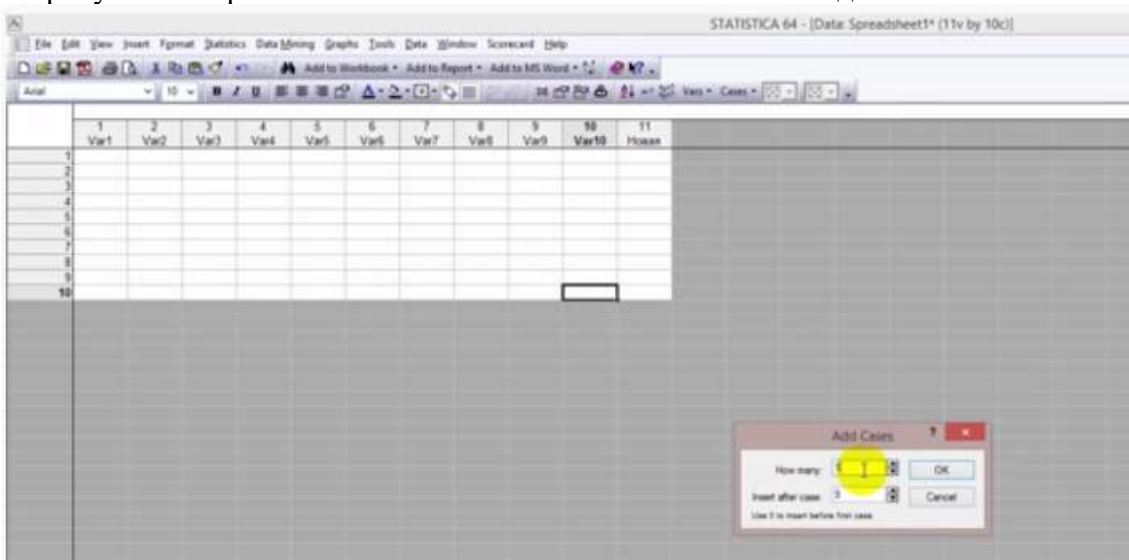 STATISTICA 64 - [Data: Spreadsheet1* (11v by 10c)]
File Edit View Insert Format Statistics Data Mining Graphs Tools Data Window Scorecard Help
Add to Workbook Add to Report Add to MS Word
Arial 10 B I U Vars Cases
1 2 3 4 5 6 7 8 9 10 11
Var1 Var2 Var3 Var4 Var5 Var6 Var7 Var8 Var9 Var10 Новая
1
2
3
4
5
6
7
8
9
10
Add Cases ?
How many: OK
Insert after case: Cancel
Use 0 to insert before first case